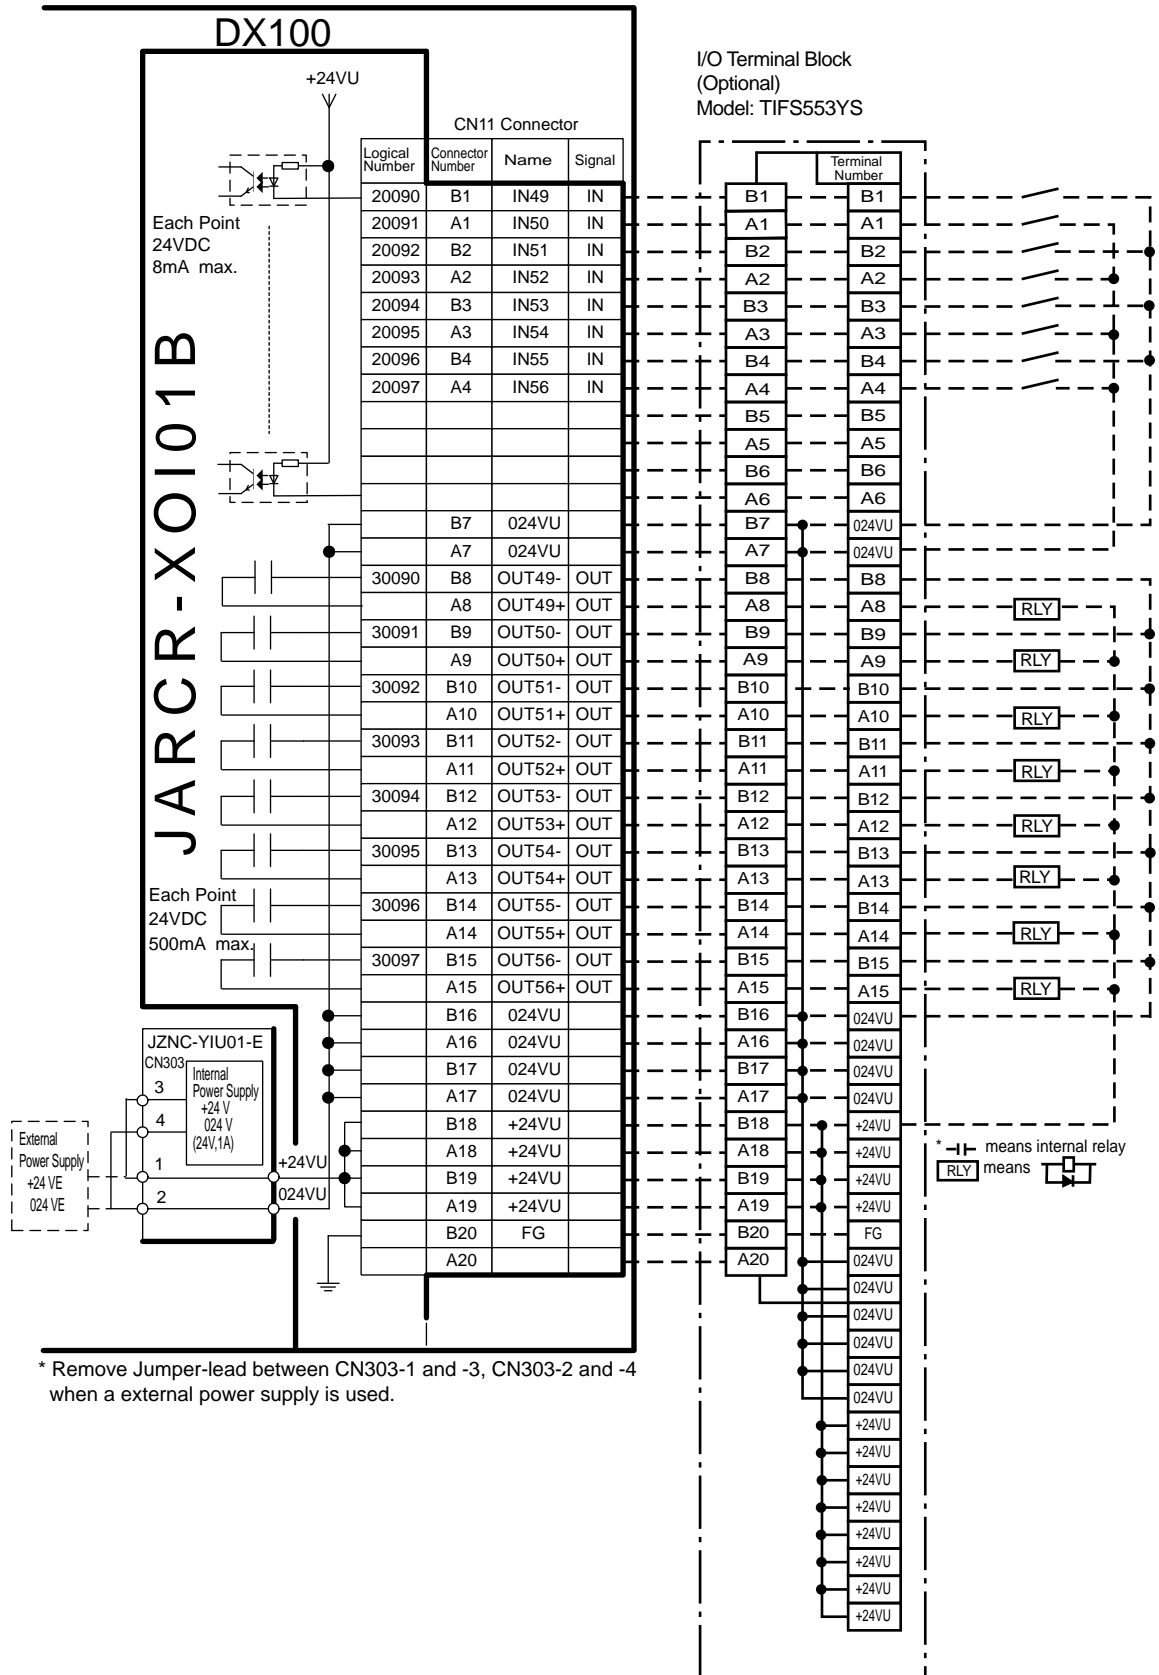 DX100
+24VU
I/O Terminal Block
(Optional)
Model: TIFS553YS
CN11 Connector
Logical Number Connector Number Name Signal
Terminal Number
20090 B1 IN49 IN B1 B1
Each Point 20091 A1 IN50 IN A1 A1
24VDC 20092 B2 IN51 IN B2 B2
8mA max. 20093 A2 IN52 IN A2 A2
20094 B3 IN53 IN B3 B3
20095 A3 IN54 IN A3 A3
20096 B4 IN55 IN B4 B4
20097 A4 IN56 IN A4 A4
B5 B5
A5 A5
B6 B6
A6 A6
JARCR-XOI01B
B7 024VU B7 024VU
A7 024VU A7 024VU
30090 B8 OUT49- OUT B8 B8
A8 OUT49+ OUT A8 A8 RLY
30091 B9 OUT50- OUT B9 B9
A9 OUT50+ OUT A9 A9 RLY
30092 B10 OUT51- OUT B10 B10
A10 OUT51+ OUT A10 A10 RLY
30093 B11 OUT52- OUT B11 B11
A11 OUT52+ OUT A11 A11 RLY
30094 B12 OUT53- OUT B12 B12
A12 OUT53+ OUT A12 A12 RLY
30095 B13 OUT54- OUT B13 B13
A13 OUT54+ OUT A13 A13 RLY
Each Point
24VDC
500mA max.
30096 B14 OUT55- OUT B14 B14
A14 OUT55+ OUT A14 A14 RLY
30097 B15 OUT56- OUT B15 B15
A15 OUT56+ OUT A15 A15 RLY
B16 024VU B16 024VU
A16 024VU A16 024VU
B17 024VU B17 024VU
A17 024VU A17 024VU
B18 +24VU B18 +24VU
A18 +24VU A18 +24VU
B19 +24VU B19 +24VU
A19 +24VU A19 +24VU
B20 FG B20 FG
A20 A20 024VU
024VU
024VU
024VU
024VU
024VU
+24VU
+24VU
+24VU
+24VU
+24VU
+24VU
+24VU
+24VU
JZNC-YIU01-E
CN303
3
4
1
2
Internal
Power Supply
+24 V
024 V
(24V,1A)
External
Power Supply
+24 VE
024 VE
+24VU
024VU
* means internal relay
RLY means
* Remove Jumper-lead between CN303-1 and -3, CN303-2 and -4
when a external power supply is used.